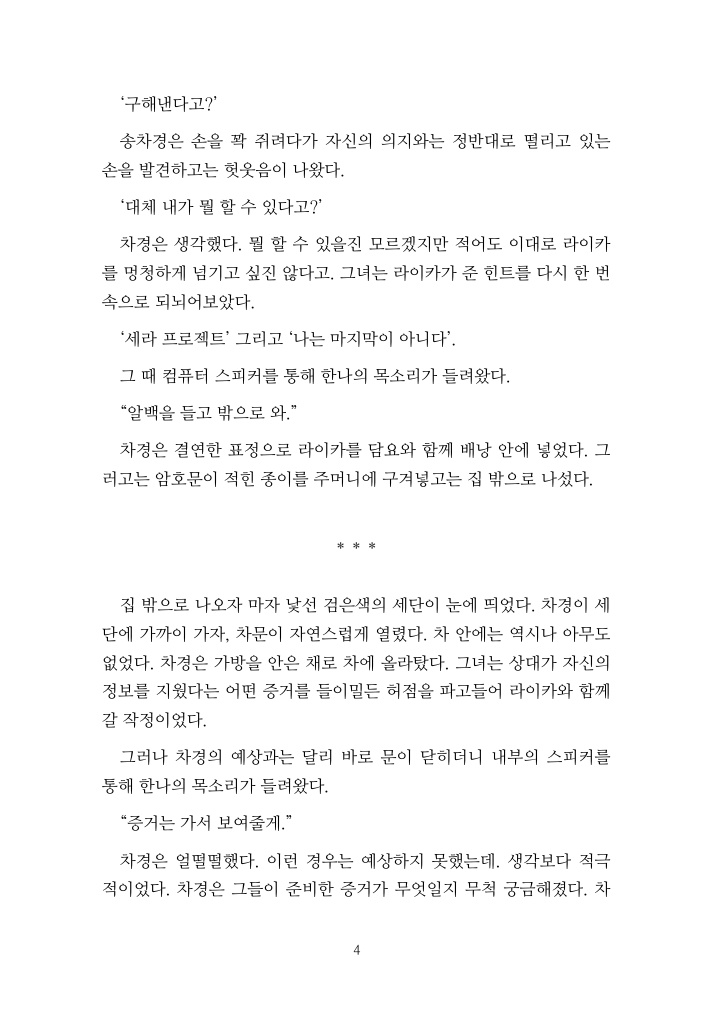 ‘구해낸다고?’
송차경은 손을 꽉 쥐려다가 자신의 의지와는 정반대로 떨리고 있는
손을 발견하고는 헛웃음이 나왔다.
‘대체 내가 뭘 할 수 있다고?’
차경은 생각했다. 뭘 할 수 있을진 모르겠지만 적어도 이대로 라이카
를 멍청하게 넘기고 싶진 않다고. 그녀는 라이카가 준 힌트를 다시 한 번
속으로 되뇌어보았다.
‘세라 프로젝트’ 그리고 ‘나는 마지막이 아니다’.
그 때 컴퓨터 스피커를 통해 한나의 목소리가 들려왔다.
“알백을 들고 밖으로 와.”
차경은 결연한 표정으로 라이카를 담요와 함께 배낭 안에 넣었다. 그
러고는 암호문이 적힌 종이를 주머니에 구겨넣고는 집 밖으로 나섰다.
* * *
집 밖으로 나오자 마자 낯선 검은색의 세단이 눈에 띄었다. 차경이 세
단에 가까이 가자, 차문이 자연스럽게 열렸다. 차 안에는 역시나 아무도
없었다. 차경은 가방을 안은 채로 차에 올라탔다. 그녀는 상대가 자신의
정보를 지웠다는 어떤 증거를 들이밀든 허점을 파고들어 라이카와 함께
갈 작정이었다.
그러나 차경의 예상과는 달리 바로 문이 닫히더니 내부의 스피커를
통해 한나의 목소리가 들려왔다.
“증거는 가서 보여줄게.”
차경은 얼떨떨했다. 이런 경우는 예상하지 못했는데. 생각보다 적극
적이었다. 차경은 그들이 준비한 증거가 무엇일지 무척 궁금해졌다. 차
4